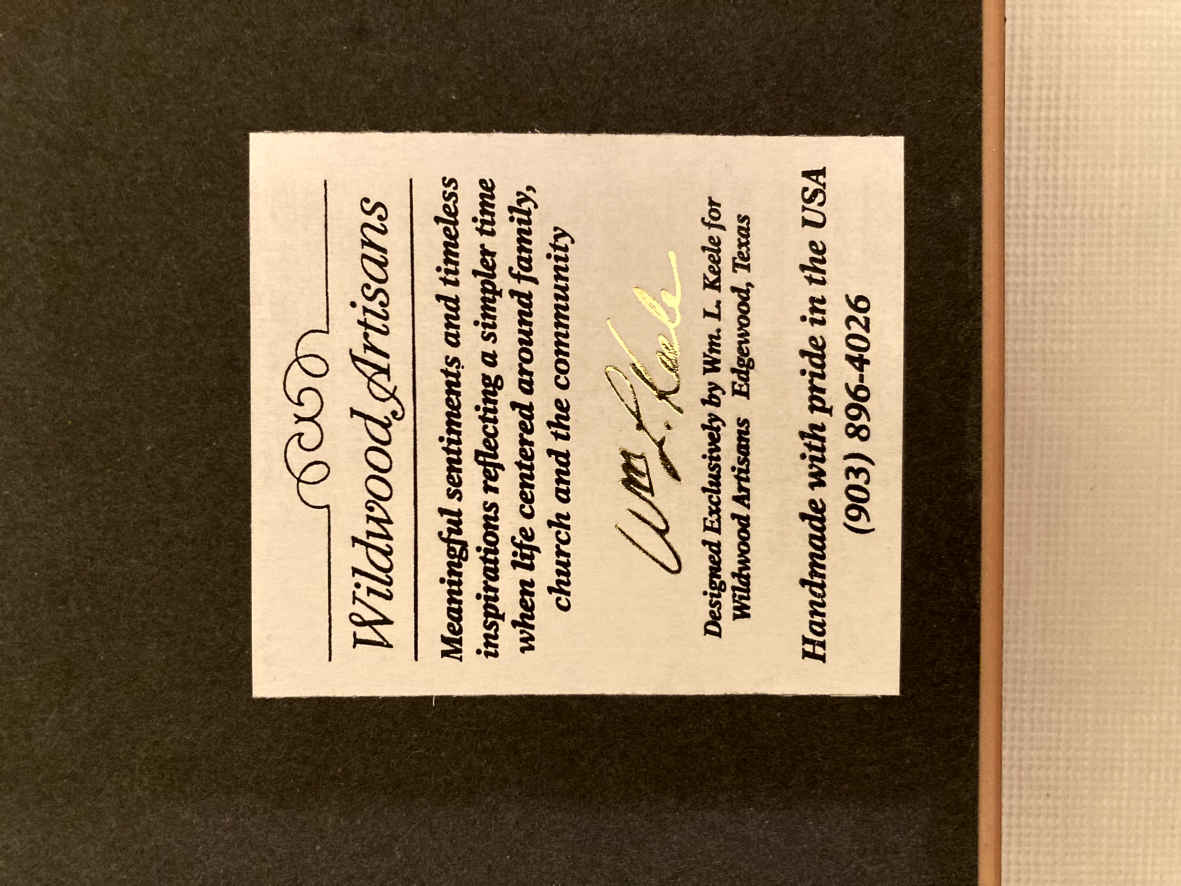 Wildwood Artisans
Meaningful sentiments and timeless
inspirations reflecting a simpler time
when life centered around family,
church and the community
Wm L. Keele
Designed Exclusively by Wm. L. Keele for
Wildwood Artisans Edgewood, Texas
Handmade with pride in the USA
(903) 896-4026